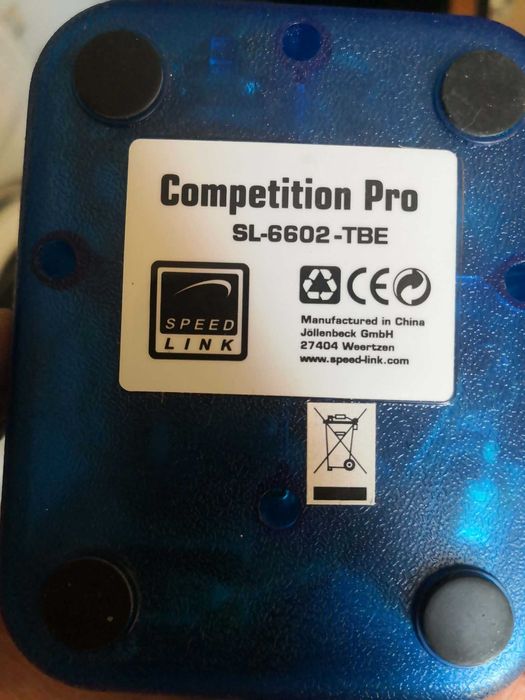 Competition Pro
SL-6602-TBE
SPEED
LINK
CE
Manufactured in China
Jöllenbeck GmbH
27404 Weertzen
www.speed-link.com